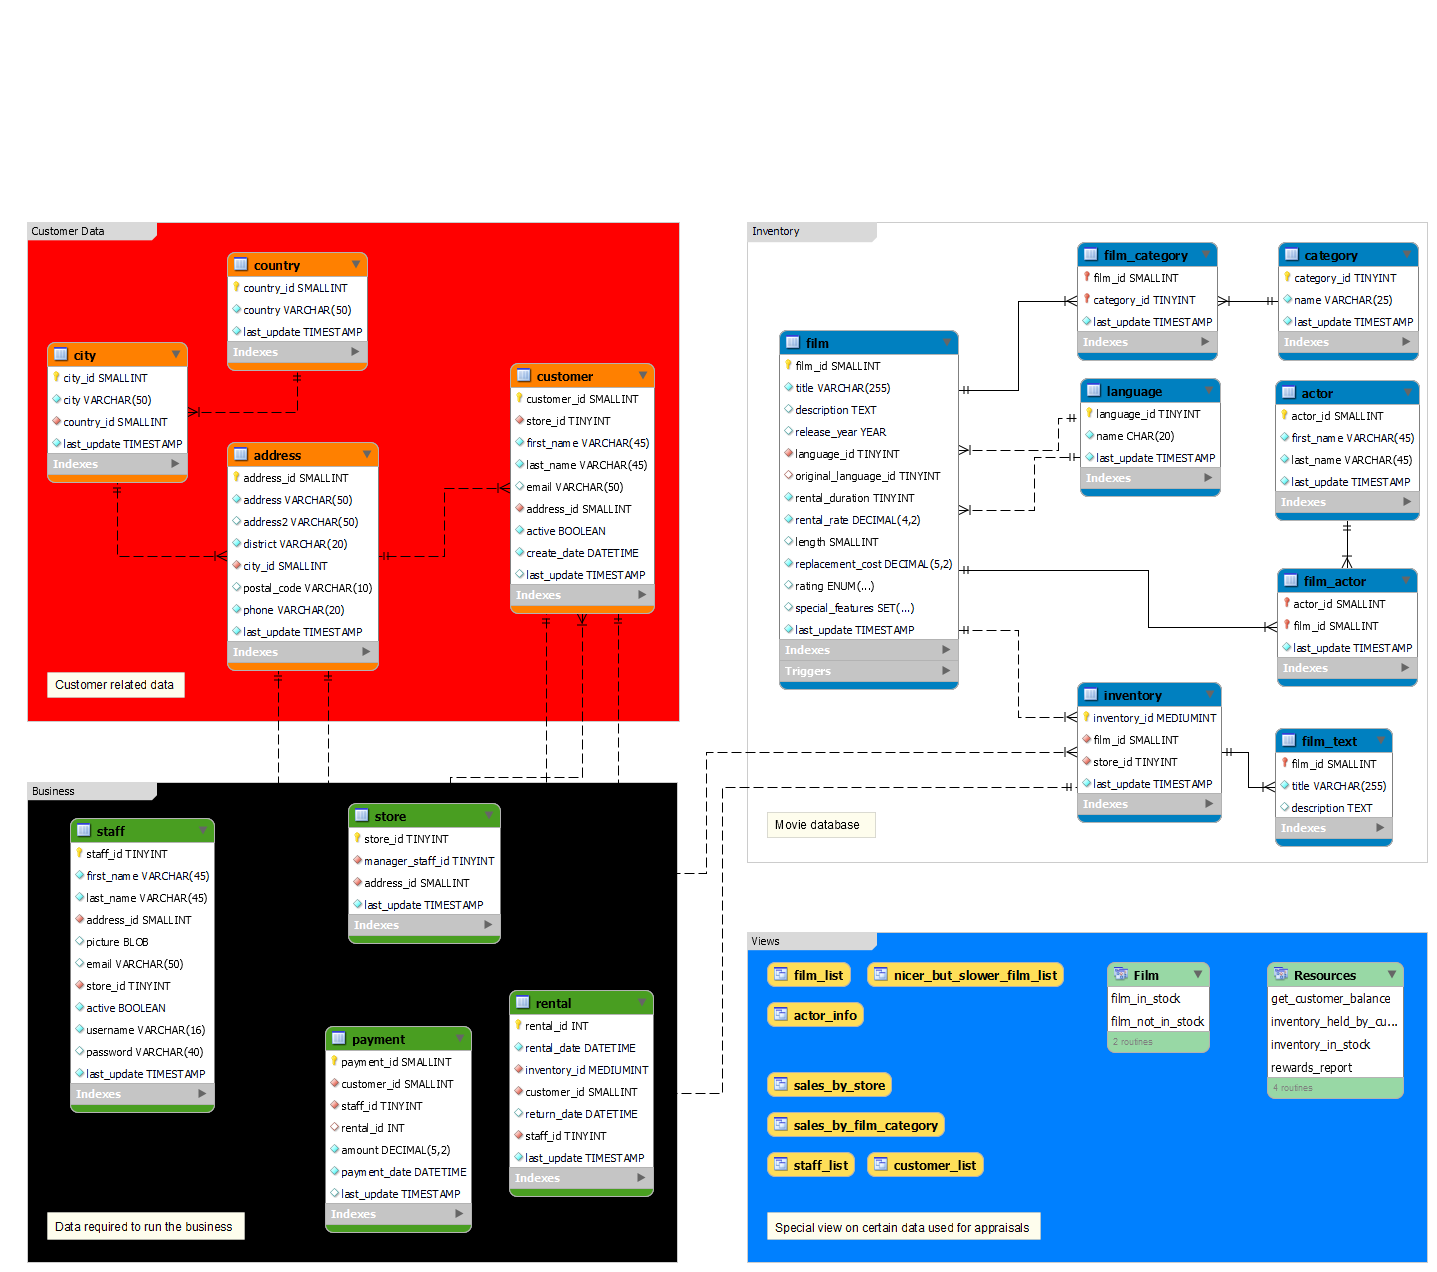 Customer Data
country
country_id SMALLINT
country VARCHAR(50)
last_update TIMESTAMP
Indexes
city
city_id SMALLINT
city VARCHAR(50)
country_id SMALLINT
last_update TIMESTAMP
Indexes
address
address_id SMALLINT
address VARCHAR(50)
address2 VARCHAR(50)
district VARCHAR(20)
city_id SMALLINT
postal_code VARCHAR(10)
phone VARCHAR(20)
last_update TIMESTAMP
Indexes
customer
customer_id SMALLINT
store_id TINYINT
first_name VARCHAR(45)
last_name VARCHAR(45)
email VARCHAR(50)
address_id SMALLINT
active BOOLEAN
create_date DATETIME
last_update TIMESTAMP
Indexes
Customer related data
Inventory
film
film_id SMALLINT
title VARCHAR(255)
description TEXT
release_year YEAR
language_id TINYINT
original_language_id TINYINT
rental_duration TINYINT
rental_rate DECIMAL(4,2)
length SMALLINT
replacement_cost DECIMAL(5,2)
rating ENUM(...)
special_features SET(...)
last_update TIMESTAMP
Indexes
Triggers
film_category
film_id SMALLINT
category_id TINYINT
last_update TIMESTAMP
Indexes
category
category_id TINYINT
name VARCHAR(25)
last_update TIMESTAMP
Indexes
language
language_id TINYINT
name CHAR(20)
last_update TIMESTAMP
Indexes
actor
actor_id SMALLINT
first_name VARCHAR(45)
last_name VARCHAR(45)
last_update TIMESTAMP
Indexes
film_actor
actor_id SMALLINT
film_id SMALLINT
last_update TIMESTAMP
Indexes
inventory
inventory_id MEDIUMINT
film_id SMALLINT
store_id TINYINT
last_update TIMESTAMP
Indexes
film_text
film_id SMALLINT
title VARCHAR(255)
description TEXT
Indexes
Movie database
Business
staff
staff_id TINYINT
first_name VARCHAR(45)
last_name VARCHAR(45)
address_id SMALLINT
picture BLOB
email VARCHAR(50)
store_id TINYINT
active BOOLEAN
username VARCHAR(16)
password VARCHAR(40)
last_update TIMESTAMP
Indexes
store
store_id TINYINT
manager_staff_id TINYINT
address_id SMALLINT
last_update TIMESTAMP
Indexes
payment
payment_id SMALLINT
customer_id SMALLINT
staff_id TINYINT
rental_id INT
amount DECIMAL(5,2)
payment_date DATETIME
last_update TIMESTAMP
Indexes
rental
rental_id INT
rental_date DATETIME
inventory_id MEDIUMINT
customer_id SMALLINT
return_date DATETIME
staff_id TINYINT
last_update TIMESTAMP
Indexes
Data required to run the business
Views
film_list
nicer_but_slower_film_list
actor_info
sales_by_store
sales_by_film_category
staff_list
customer_list
Film
film_in_stock
film_not_in_stock
2 routines
Resources
get_customer_balance
inventory_held_by_cu...
inventory_in_stock
rewards_report
4 routines
Special view on certain data used for appraisals